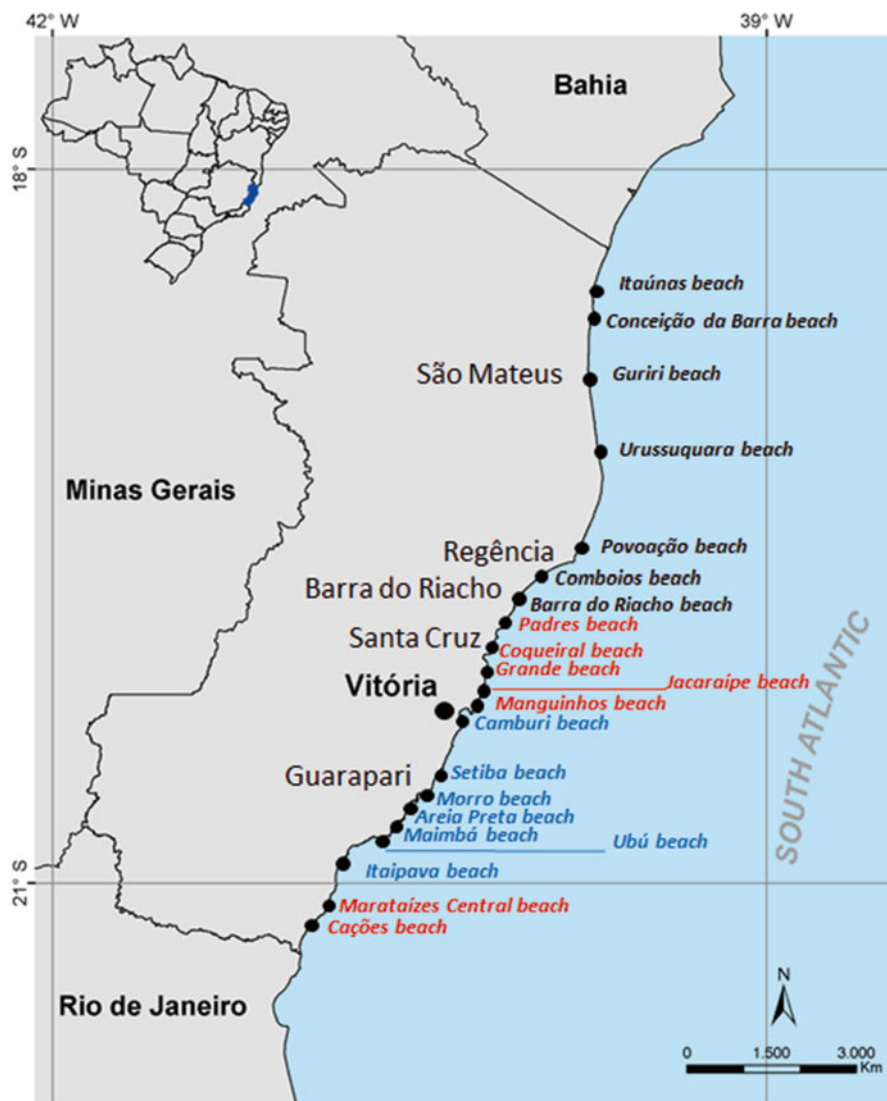 42° W
39° W
Bahia
18° S
Itaúnas beach
Conceição da Barra beach
São Mateus
Guriri beach
Urussuquara beach
Minas Gerais
Povoação beach
Regência
Comboios beach
Barra do Riacho
Barra do Riacho beach
Padres beach
Santa Cruz
Coqueiral beach
Grande beach
Jacaraípe beach
Vitória
Manguinhos beach
Camburi beach
SOUTH ATLANTIC
Setiba beach
Guarapari
Morro beach
Areia Preta beach
Maimbá beach
Ubú beach
Itaipava beach
21° S
Marataízes Central beach
Cações beach
Rio de Janeiro
N
0 1.500 3.000
Km